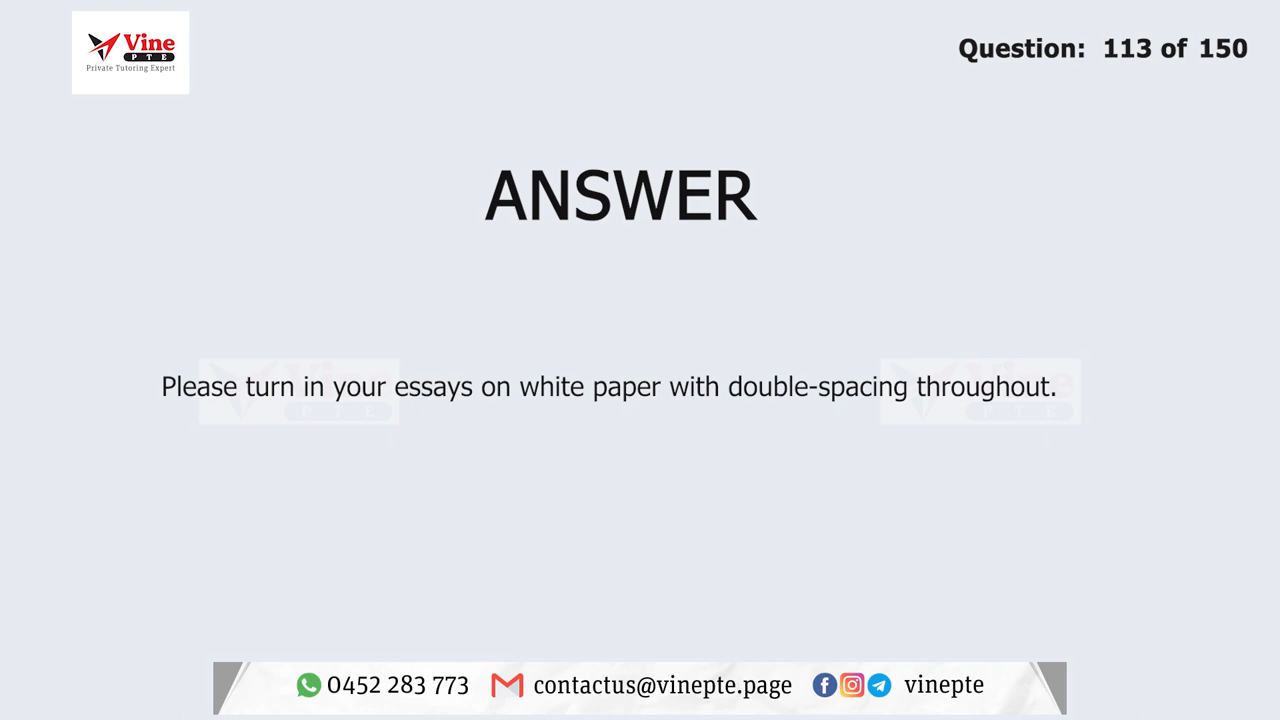 Vine
PTE
Private Tutoring Expert
Question: 113 of 150
ANSWER
Please turn in your essays on white paper with double-spacing throughout.
0452 283 773 contactus@vinepte.page vinepte